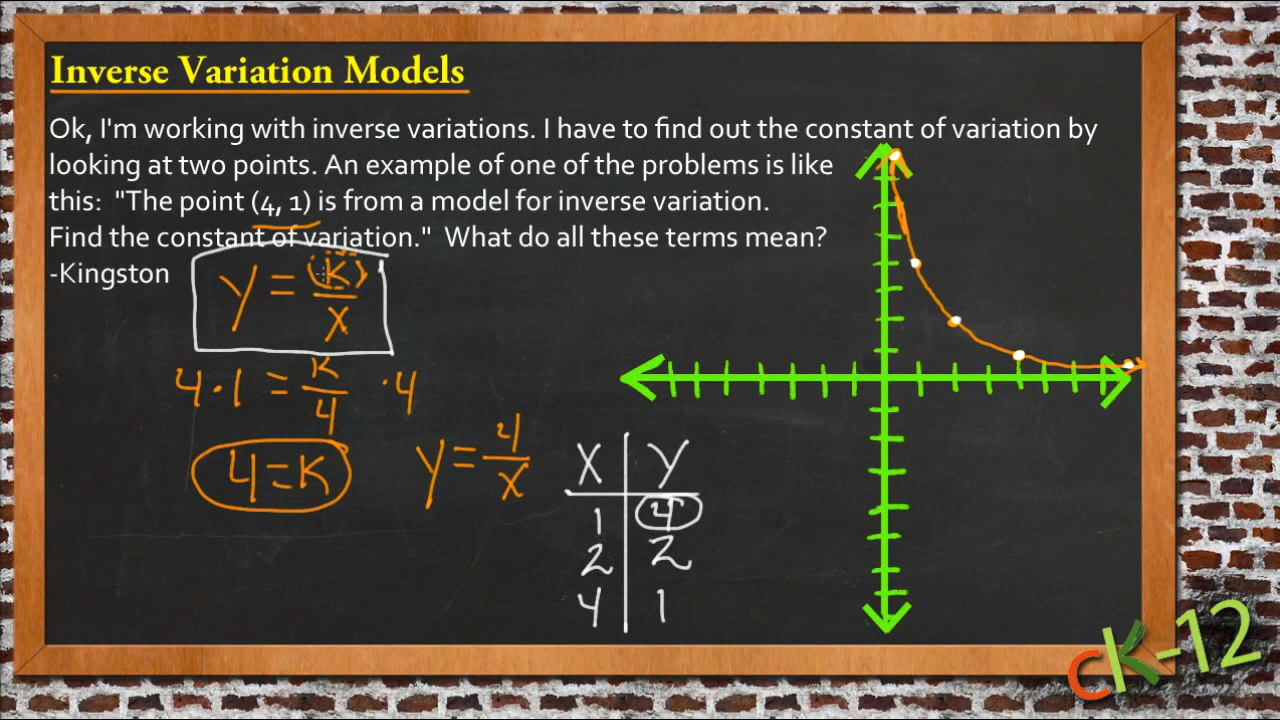 Inverse Variation Models
Ok, I'm working with inverse variations. I have to find out the constant of variation by
looking at two points. An example of one of the problems is like
this: "The point (4, 1) is from a model for inverse variation.
Find the constant of variation." What do all these terms mean?
-Kingston
y = (k)/x
4·1 = k/4 ·4
4=k
y=4/x
X Y
1 4
2 2
4 1
CK-12